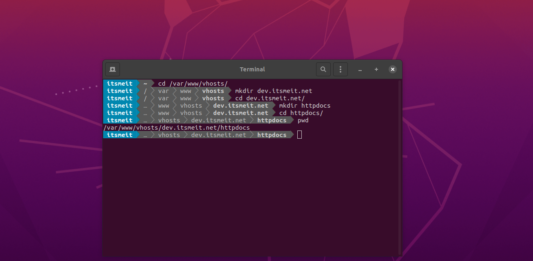 Terminal
itsmeit ~ cd /var/www/vhosts/
itsmeit / var www vhosts mkdir dev.itsmeit.net
itsmeit / var www vhosts cd dev.itsmeit.net/
itsmeit … www vhosts dev.itsmeit.net mkdir httpdocs
itsmeit … www vhosts dev.itsmeit.net cd httpdocs/
itsmeit … vhosts dev.itsmeit.net httpdocs pwd
/var/www/vhosts/dev.itsmeit.net/httpdocs
itsmeit … vhosts dev.itsmeit.net httpdocs